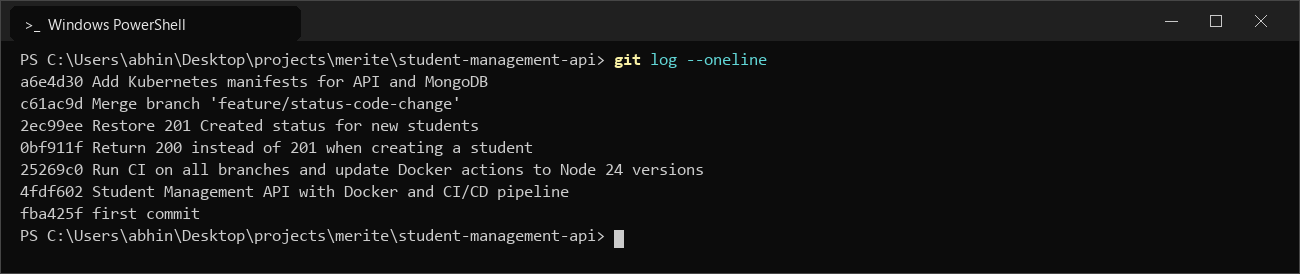 >_ Windows PowerShell
PS C:\Users\abhin\Desktop\projects\merite\student-management-api> git log --oneline
a6e4d30 Add Kubernetes manifests for API and MongoDB
c61ac9d Merge branch 'feature/status-code-change'
2ec99ee Restore 201 Created status for new students
0bf911f Return 200 instead of 201 when creating a student
25269c0 Run CI on all branches and update Docker actions to Node 24 versions
4fdf602 Student Management API with Docker and CI/CD pipeline
fba425f first commit
PS C:\Users\abhin\Desktop\projects\merite\student-management-api>